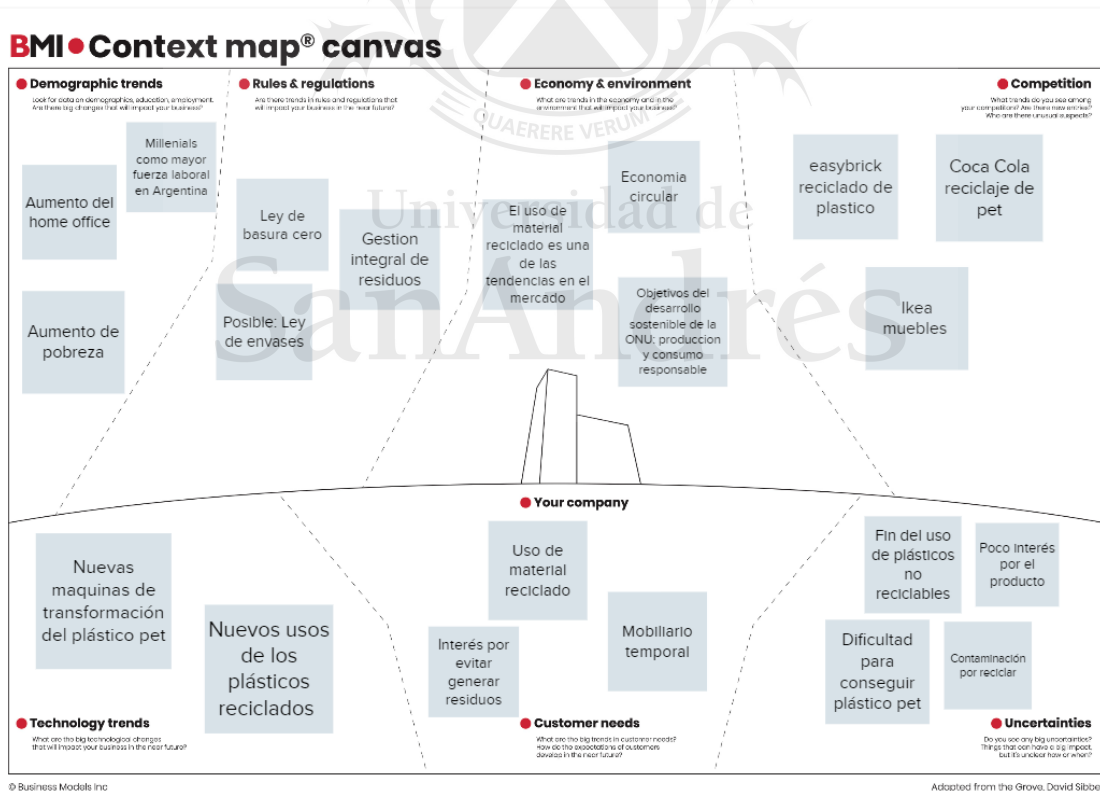 BMI Context map® canvas
Demographic trends
Look for data on demographics, education, employment.
Are there big changes that will impact your business?
Aumento del
home office
Millenials
como mayor
fuerza laboral
en Argentina
Aumento de
pobreza
Rules & regulations
Are there trends in rules and regulations that
will impact your business in the near future?
Ley de
basura cero
Gestion
integral de
residuos
Posible: Ley
de envases
Economy & environment
What are trends in the economy and in the
environment that will impact your business?
Economia
circular
El uso de
material
reciclado es una
de las
tendencias en el
mercado
Objetivos del
desarrollo
sostenible de la
ONU: produccion
y consumo
responsable
Competition
What trends do you see among
your competitors? Are there new entries?
Who are there unusual suspects?
easybrick
reciclado de
plastico
Coca Cola
reciclaje de
pet
Ikea
muebles
QUAERERE VERUM
Universidad de
SanAndrés
Your company
Nuevas
maquinas de
transformación
del plástico pet
Nuevos usos
de los
plásticos
reciclados
Technology trends
What are the big technological changes
that will impact your business in the near future?
Uso de
material
reciclado
Interés por
evitar
generar
residuos
Mobiliario
temporal
Customer needs
What are the big trends in customer needs?
How do the expectations of customers
develop in the near future?
Fin del uso
de plásticos
no
reciclables
Poco interés
por el
producto
Dificultad
para
conseguir
plástico pet
Contaminación
por reciclar
Uncertainties
Do you see any big uncertainties?
Things that can have a big impact,
but it's unclear how or when?
© Business Models Inc
Adapted from the Grove, David Sibbe